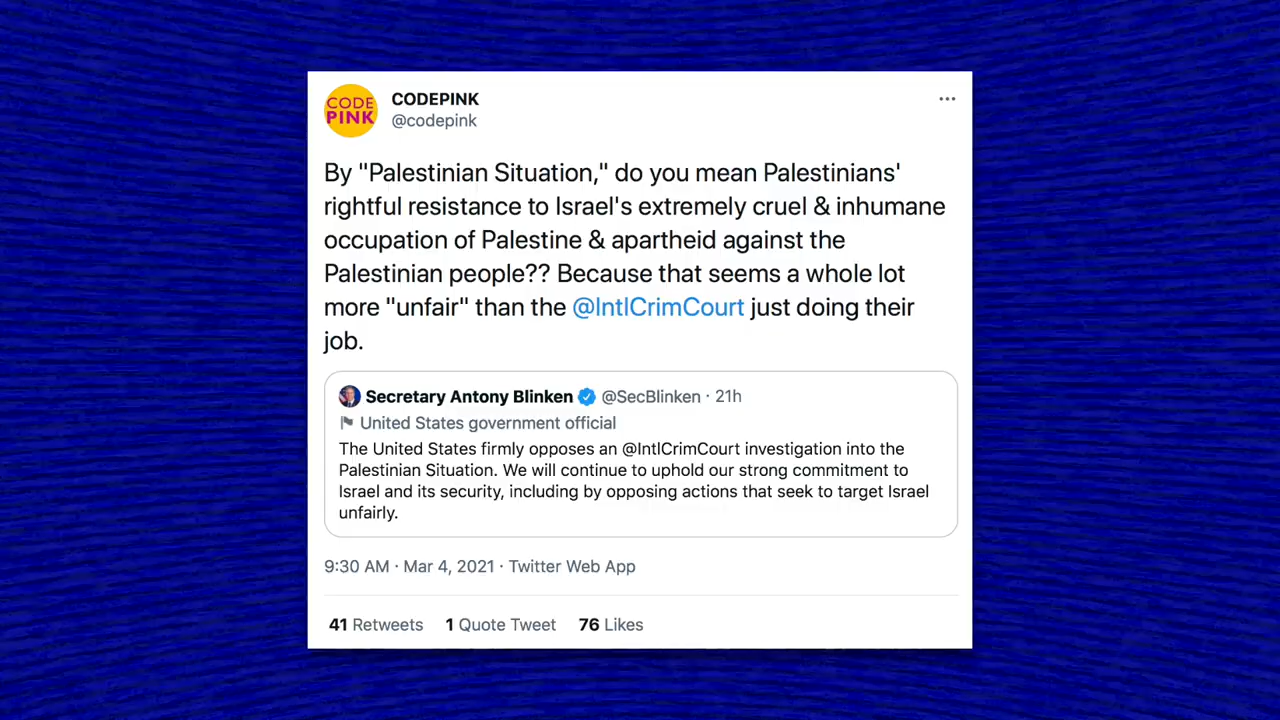 CODE
PINK
CODEPINK
@codepink
By "Palestinian Situation," do you mean Palestinians'
rightful resistance to Israel's extremely cruel & inhumane
occupation of Palestine & apartheid against the
Palestinian people?? Because that seems a whole lot
more "unfair" than the @IntlCrimCourt just doing their
job.
Secretary Antony Blinken @SecBlinken · 21h
United States government official
The United States firmly opposes an @IntlCrimCourt investigation into the
Palestinian Situation. We will continue to uphold our strong commitment to
Israel and its security, including by opposing actions that seek to target Israel
unfairly.
9:30 AM · Mar 4, 2021 · Twitter Web App
41 Retweets 1 Quote Tweet 76 Likes